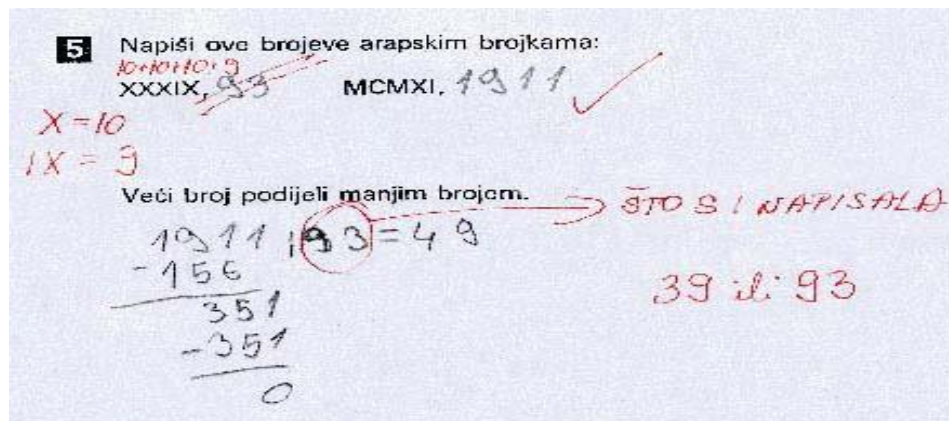 5 Napiši ove brojeve arapskim brojkama:
10+10+10+9
XXXIX, 93 MCMXI, 1911
X=10
IX = 9
Veći broj podijeli manjim brojem.
1911:93=49 ŠTO SI NAPISALA
-156
351 39 ili 93
-351
0